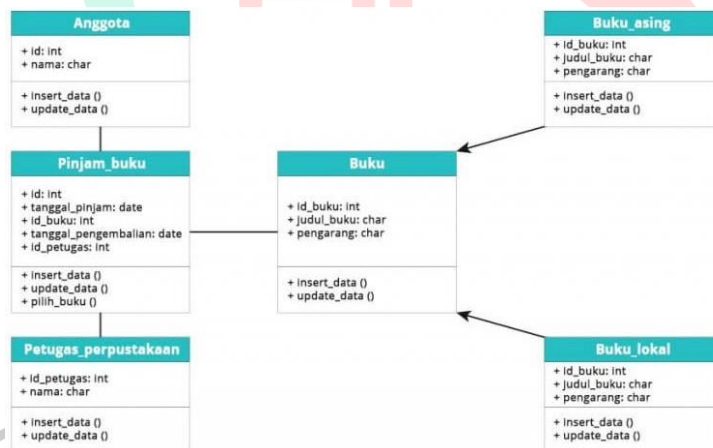 Anggota
+ id: int
+ nama: char
+ insert_data ()
+ update_data ()
Pinjam_buku
+ id: int
+ tanggal_pinjam: date
+ id_buku: int
+ tanggal_pengembalian: date
+ id_petugas: int
+ insert_data ()
+ update_data ()
+ pilih_buku ()
Petugas_perpustakaan
+ id_petugas: int
+ nama: char
+ insert_data ()
+ update_data ()
Buku
+ id_buku: int
+ judul_buku: char
+ pengarang: char
+ insert_data ()
+ update_data ()
Buku_asing
+ id_buku: int
+ judul_buku: char
+ pengarang: char
+ insert_data ()
+ update_data ()
Buku_lokal
+ id_buku: int
+ judul_buku: char
+ pengarang: char
+ insert_data ()
+ update_data ()